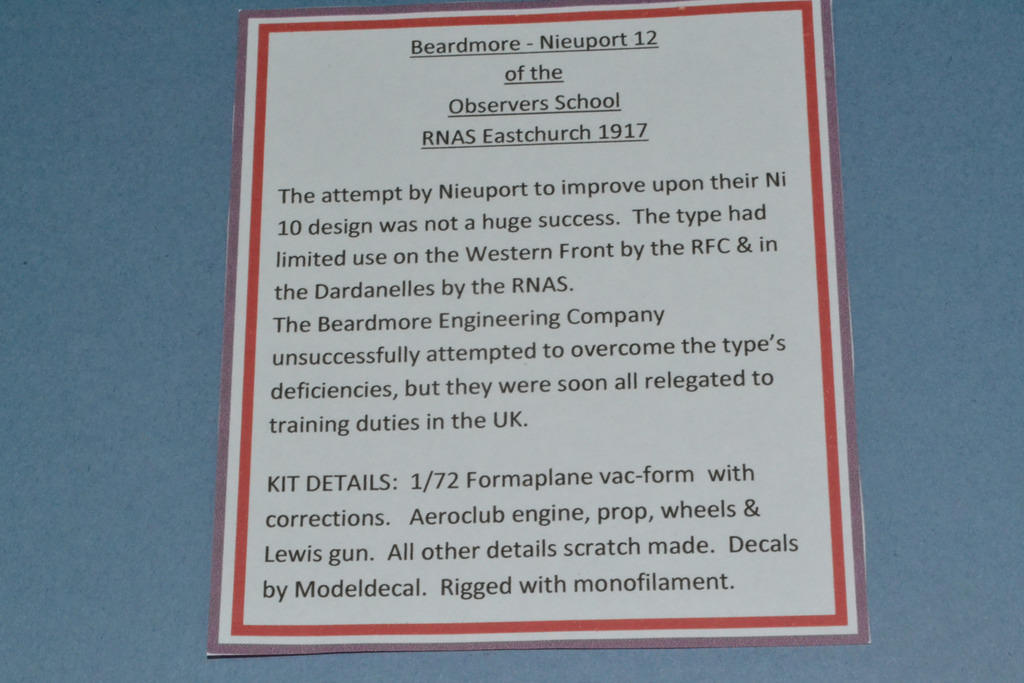 Beardmore - Nieuport 12
of the
Observers School
RNAS Eastchurch 1917
The attempt by Nieuport to improve upon their Ni
10 design was not a huge success.  The type had
limited use on the Western Front by the RFC & in
the Dardanelles by the RNAS.
The Beardmore Engineering Company
unsuccessfully attempted to overcome the type's
deficiencies, but they were soon all relegated to
training duties in the UK.
KIT DETAILS:  1/72 Formaplane vac-form  with
corrections.   Aeroclub engine, prop, wheels &
Lewis gun.  All other details scratch made.  Decals
by Modeldecal.  Rigged with monofilament.